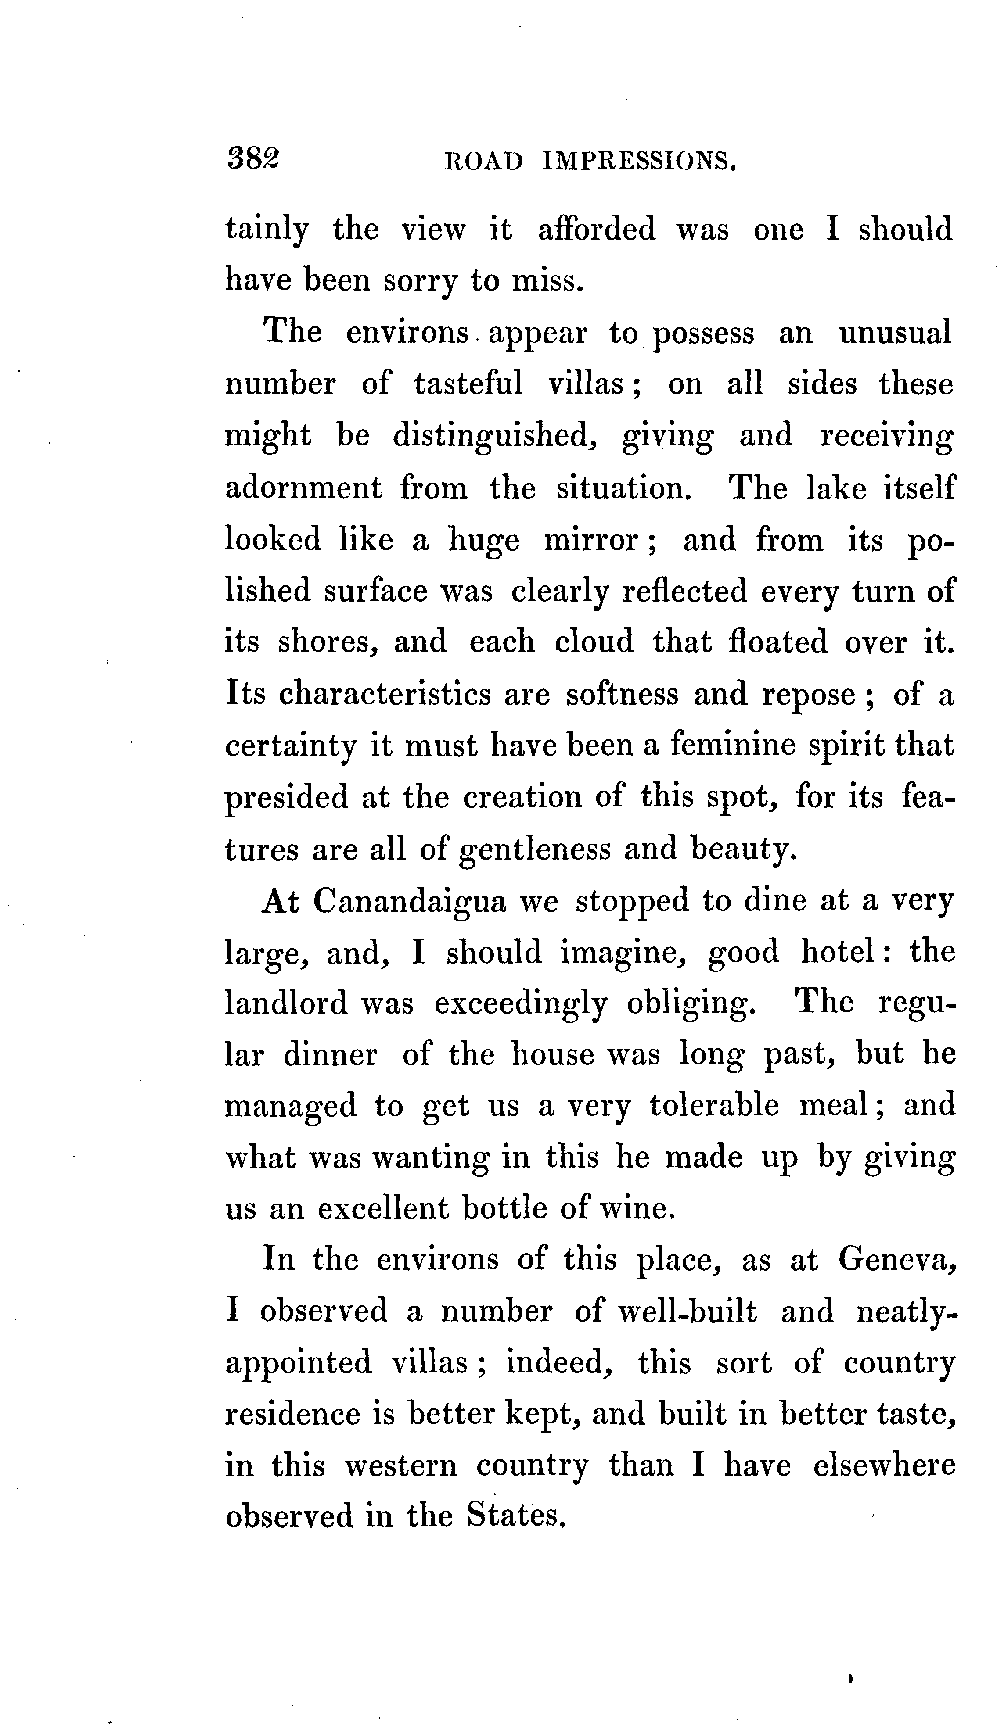 382 ROAD IMPRESSIONS.
tainly the view it afforded was one I should
have been sorry to miss.
The environs appear to possess an unusual
number of tasteful villas; on all sides these
might be distinguished, giving and receiving
adornment from the situation. The lake itself
looked like a huge mirror; and from its po-
lished surface was clearly reflected every turn of
its shores, and each cloud that floated over it.
Its characteristics are softness and repose; of a
certainty it must have been a feminine spirit that
presided at the creation of this spot, for its fea-
tures are all of gentleness and beauty.
At Canandaigua we stopped to dine at a very
large, and, I should imagine, good hotel: the
landlord was exceedingly obliging. The regu-
lar dinner of the house was long past, but he
managed to get us a very tolerable meal; and
what was wanting in this he made up by giving
us an excellent bottle of wine.
In the environs of this place, as at Geneva,
I observed a number of well-built and neatly-
appointed villas; indeed, this sort of country
residence is better kept, and built in better taste,
in this western country than I have elsewhere
observed in the States.